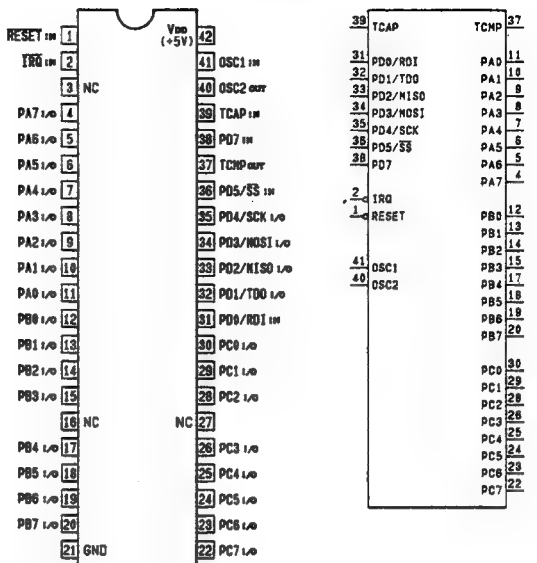 RESET IN 1 VDD 42
(+5V)
IRQ IN 2 41 OSC1 IN
3 NC 40 OSC2 OUT
PA7 I/O 4 39 TCAP IN
PA6 I/O 5 38 PD7 IN
PA5 I/O 6 37 TCMP OUT
PA4 I/O 7 36 PD5/SS IN
PA3 I/O 8 35 PD4/SCK I/O
PA2 I/O 9 34 PD3/MOSI I/O
PA1 I/O 10 33 PD2/MISO I/O
PA0 I/O 11 32 PD1/TDO I/O
PB0 I/O 12 31 PD0/RDI IN
PB1 I/O 13 30 PC0 I/O
PB2 I/O 14 29 PC1 I/O
PB3 I/O 15 28 PC2 I/O
16 NC NC 27
PB4 I/O 17 26 PC3 I/O
PB5 I/O 18 25 PC4 I/O
PB6 I/O 19 24 PC5 I/O
PB7 I/O 20 23 PC6 I/O
21 GND 22 PC7 I/O
39 TCAP TCMP 37
31 PD0/RDI PA0 11
32 PD1/TDO PA1 10
33 PD2/MISO PA2 9
34 PD3/MOSI PA3 8
35 PD4/SCK PA4 7
36 PD5/SS PA5 6
38 PD7 PA6 5
PA7 4
2 IRQ
1 RESET PB0 12
PB1 13
PB2 14
41 OSC1 PB3 15
40 OSC2 PB4 17
PB5 18
PB6 19
PB7 20
PC0 30
PC1 29
PC2 28
PC3 26
PC4 25
PC5 24
PC6 23
PC7 22